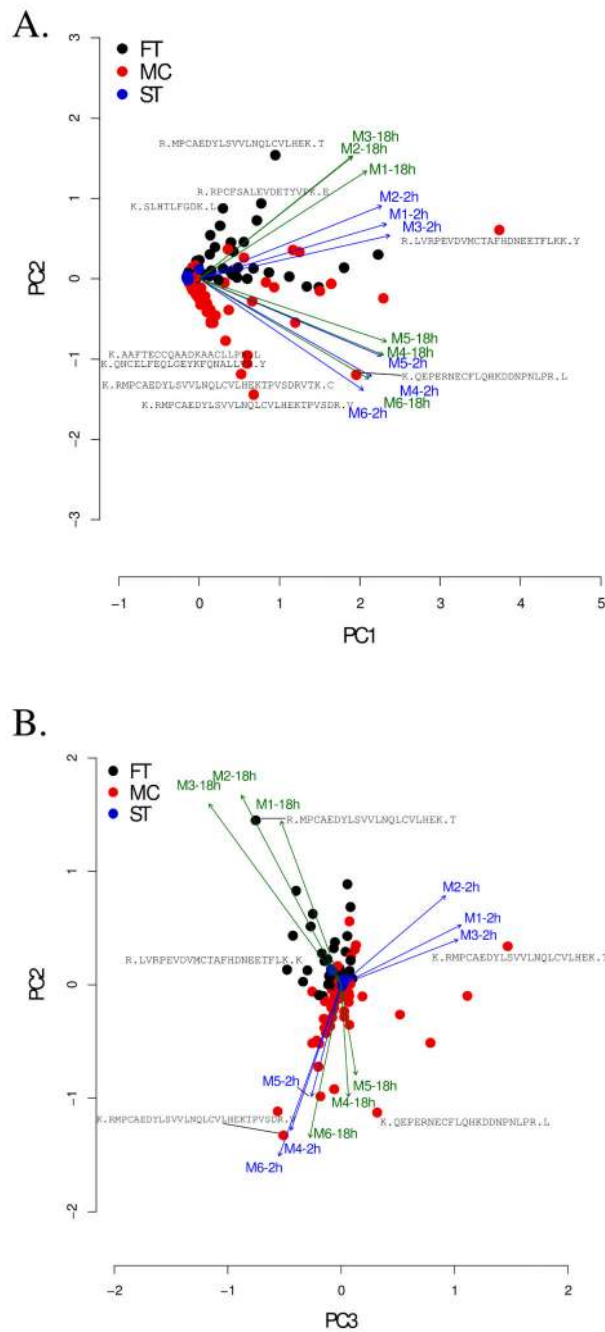 A.
3
2
1
0
-1
-2
-3
PC2
FT
MC
ST
M3-18h
R.MPCAEDYLSVVLNQLCVLHEK.T
M2-18h
M1-18h
R.RPCFSALEVDETYVPK.E
M2-2h
K.SLHTLFGDK.L
M1-2h
M3-2h
R.LVRPEVDVMCTAFHDNEETFLKK.Y
M5-18h
M4-18h
M5-2h
K.QEPERNECFLQHKDDNPNLPR.L
M4-2h
M6-18h
M6-2h
K.RMPCAEDYLSVVLNQLCVLHEKTPVSDRVTK.C
-1
0
1
2
3
4
5
PC1
B.
2
1
0
-1
-2
PC2
FT
MC
ST
M2-18h
M3-18h
M1-18h
R.MPCAEDYLSVVLNQLCVLHEK.T
M2-2h
M1-2h
M3-2h
R.LVRPEVDVMCTAFHDNEETFLK.K
K.RMPCAEDYLSVVLNQLCVLHEK.T
M5-2h
M5-18h
M4-18h
K.RMPCAEDYLSVVLNQLCVLHEKTPVSDR.V
K.QEPERNECFLQHKDDNPNLPR.L
M6-18h
M4-2h
M6-2h
-2
-1
0
1
2
PC3